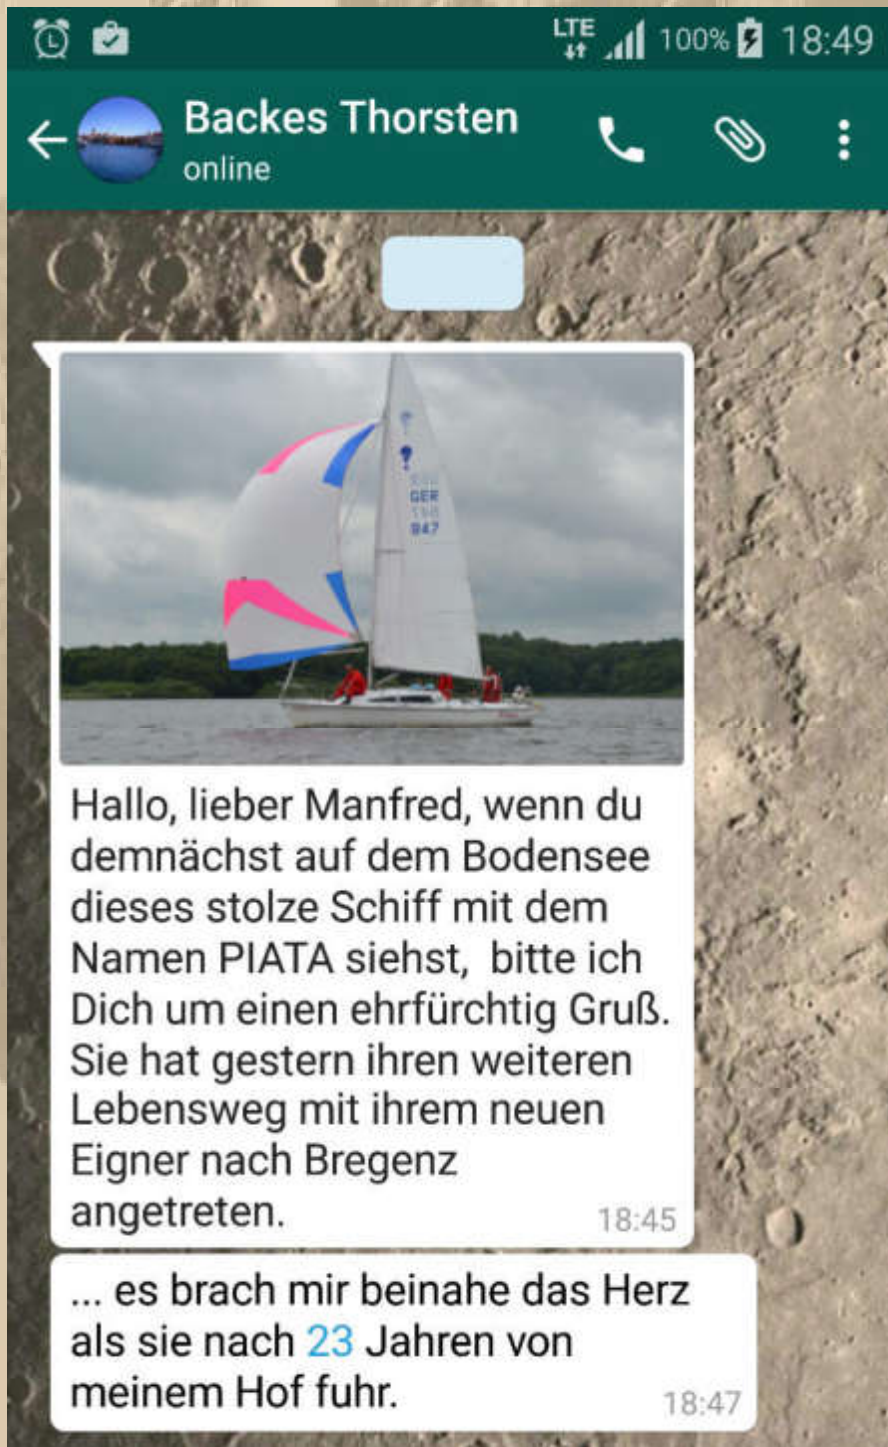 LTE 100% 18:49
Backes Thorsten
online
GER
947
Hallo, lieber Manfred, wenn du
demnächst auf dem Bodensee
dieses stolze Schiff mit dem
Namen PIATA siehst,  bitte ich
Dich um einen ehrfürchtig Gruß.
Sie hat gestern ihren weiteren
Lebensweg mit ihrem neuen
Eigner nach Bregenz
angetreten. 18:45
... es brach mir beinahe das Herz
als sie nach 23 Jahren von
meinem Hof fuhr. 18:47